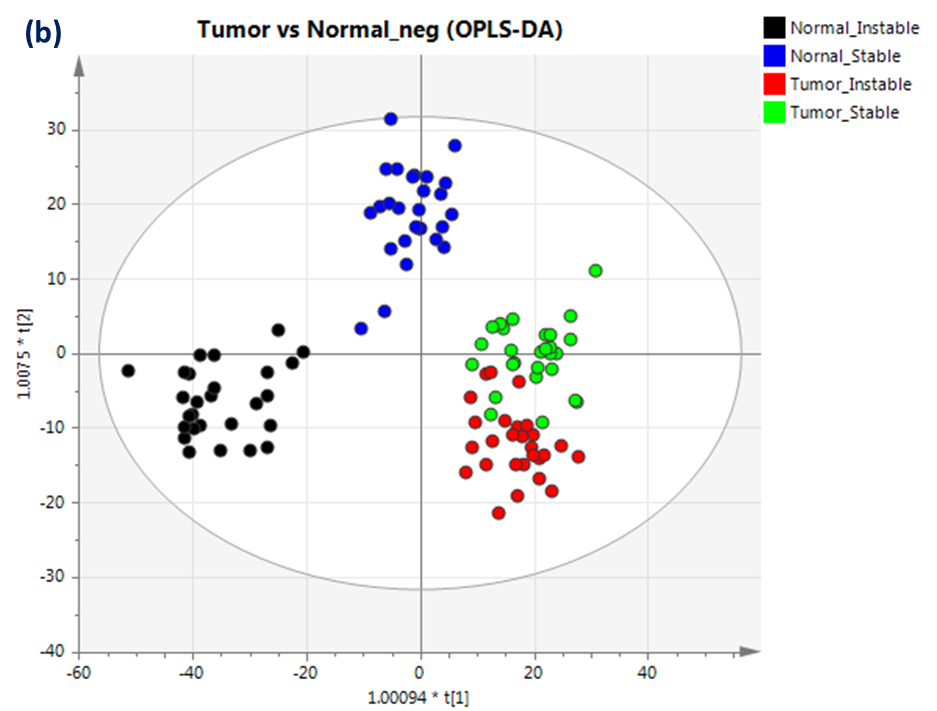 (b)
Tumor vs Normal_neg (OPLS-DA)
Normal_Instable
Nornal_Stable
Tumor_Instable
Tumor_Stable
30
20
10
0
-10
-20
-30
-40
1.0075 * t[2]
-60 -40 -20 0 20 40
1.00094 * t[1]